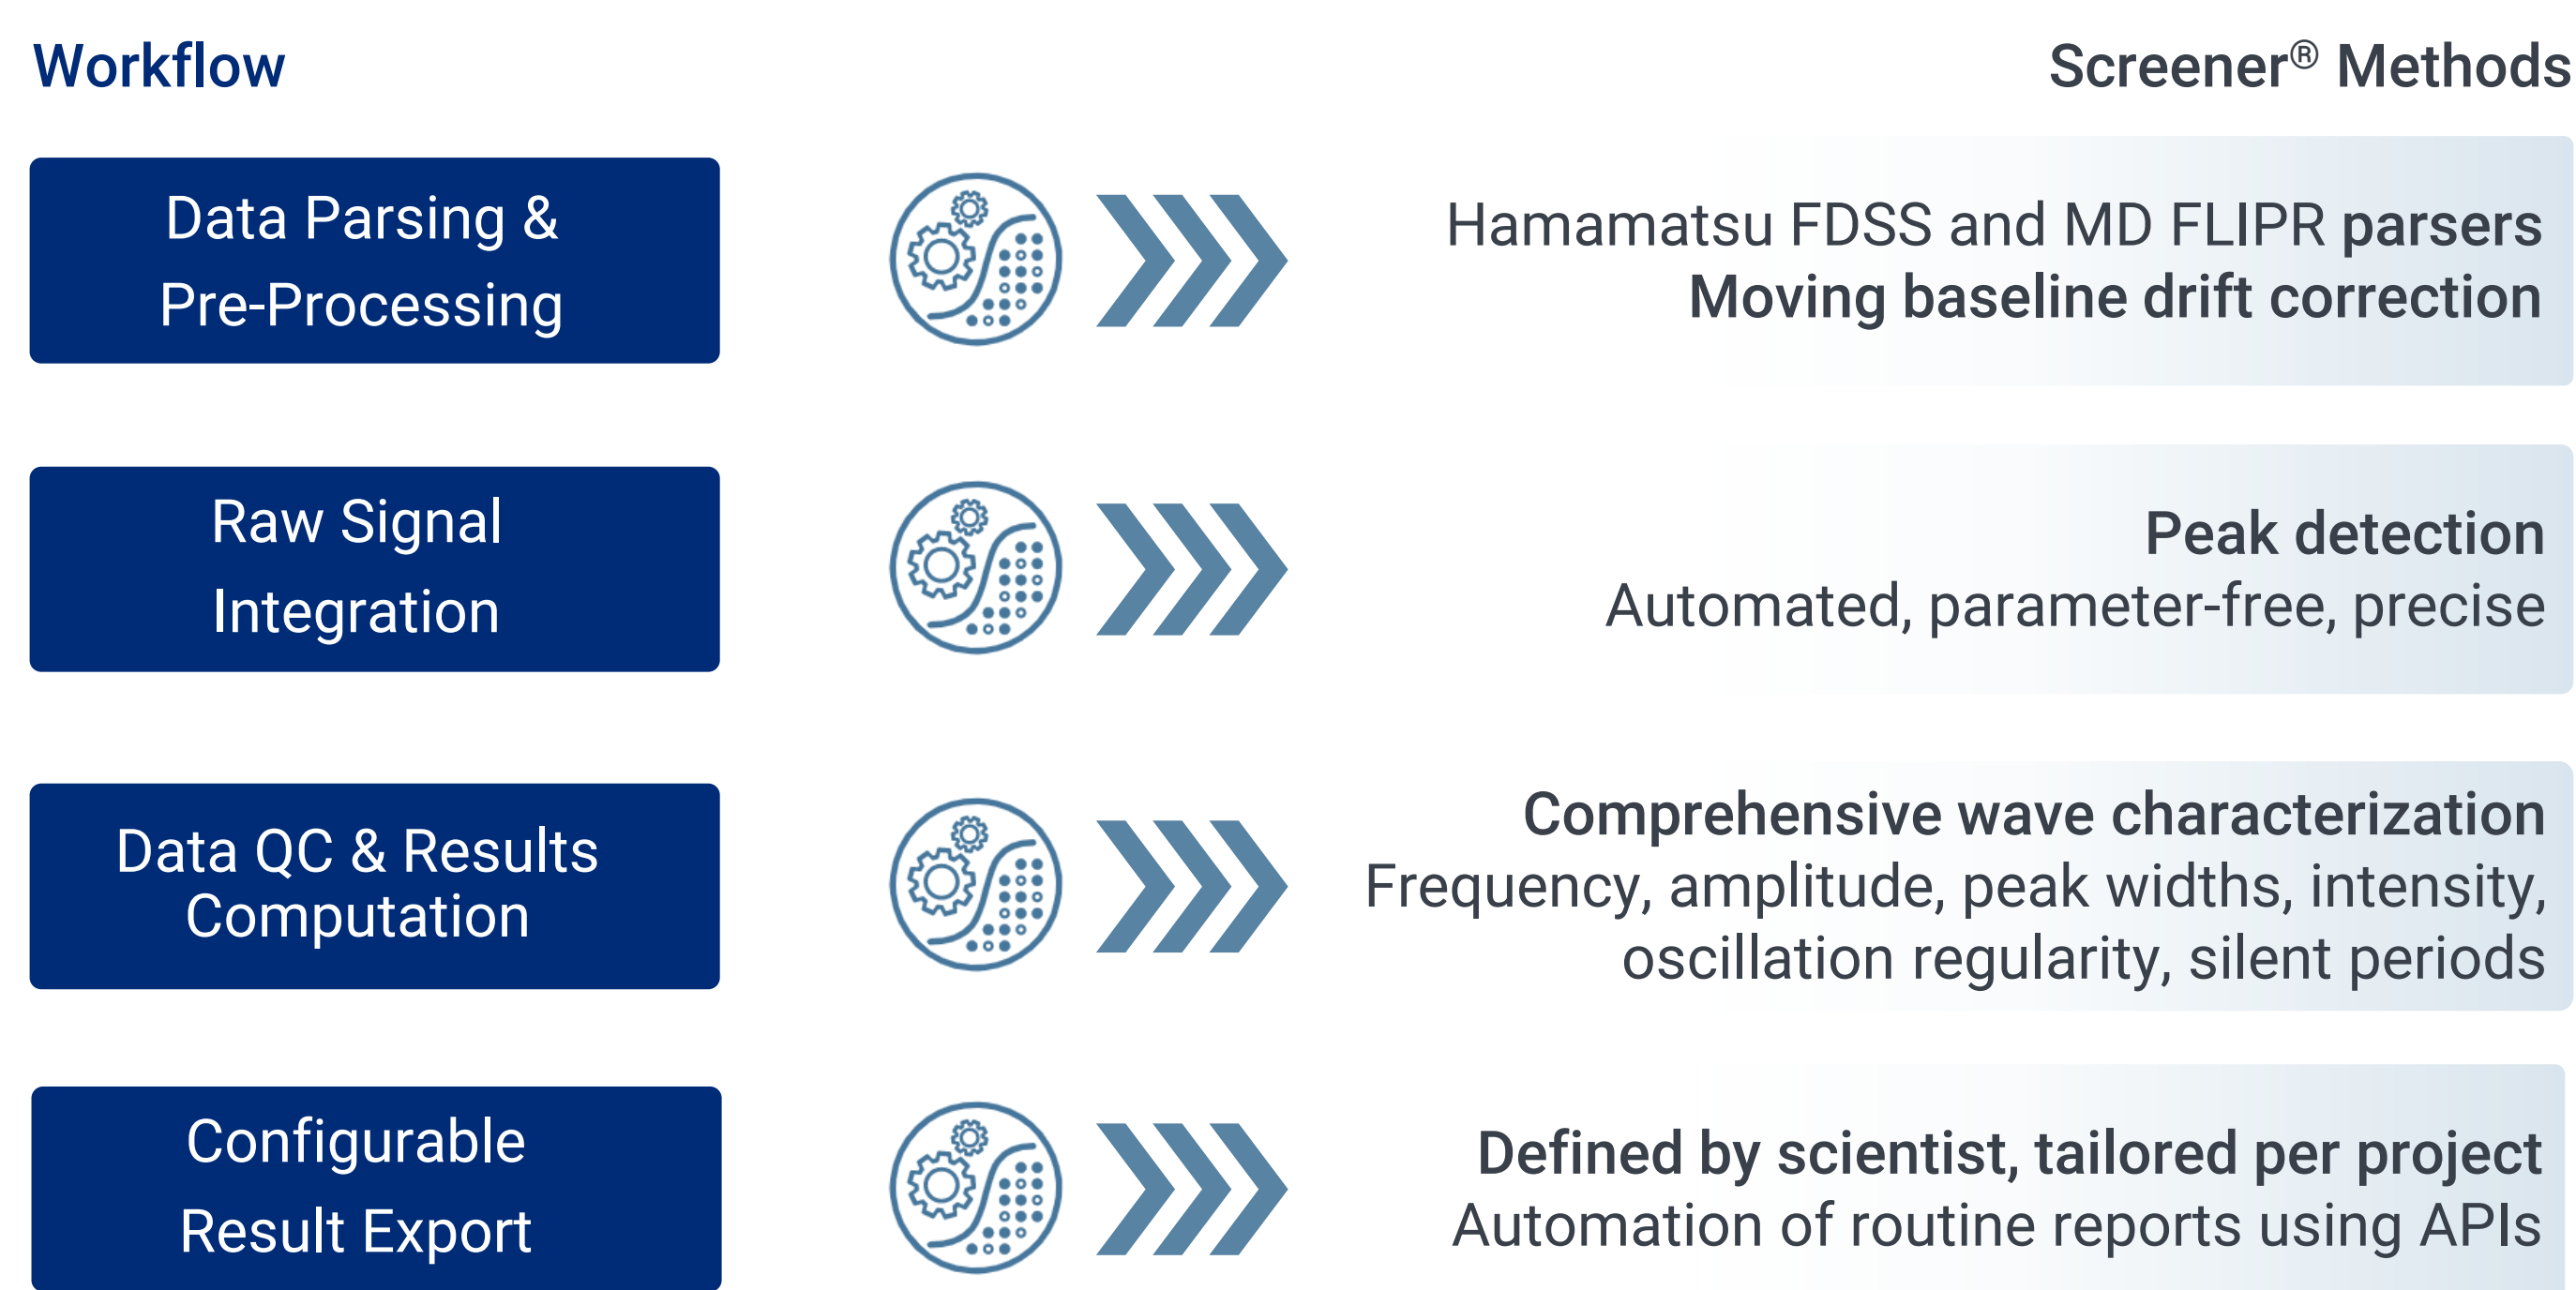 Workflow
Screener® Methods
Data Parsing &
Pre-Processing
Hamamatsu FDSS and MD FLIPR parsers
Moving baseline drift correction
Raw Signal
Integration
Peak detection
Automated, parameter-free, precise
Data QC & Results
Computation
Comprehensive wave characterization
Frequency, amplitude, peak widths, intensity,
oscillation regularity, silent periods
Configurable
Result Export
Defined by scientist, tailored per project
Automation of routine reports using APIs